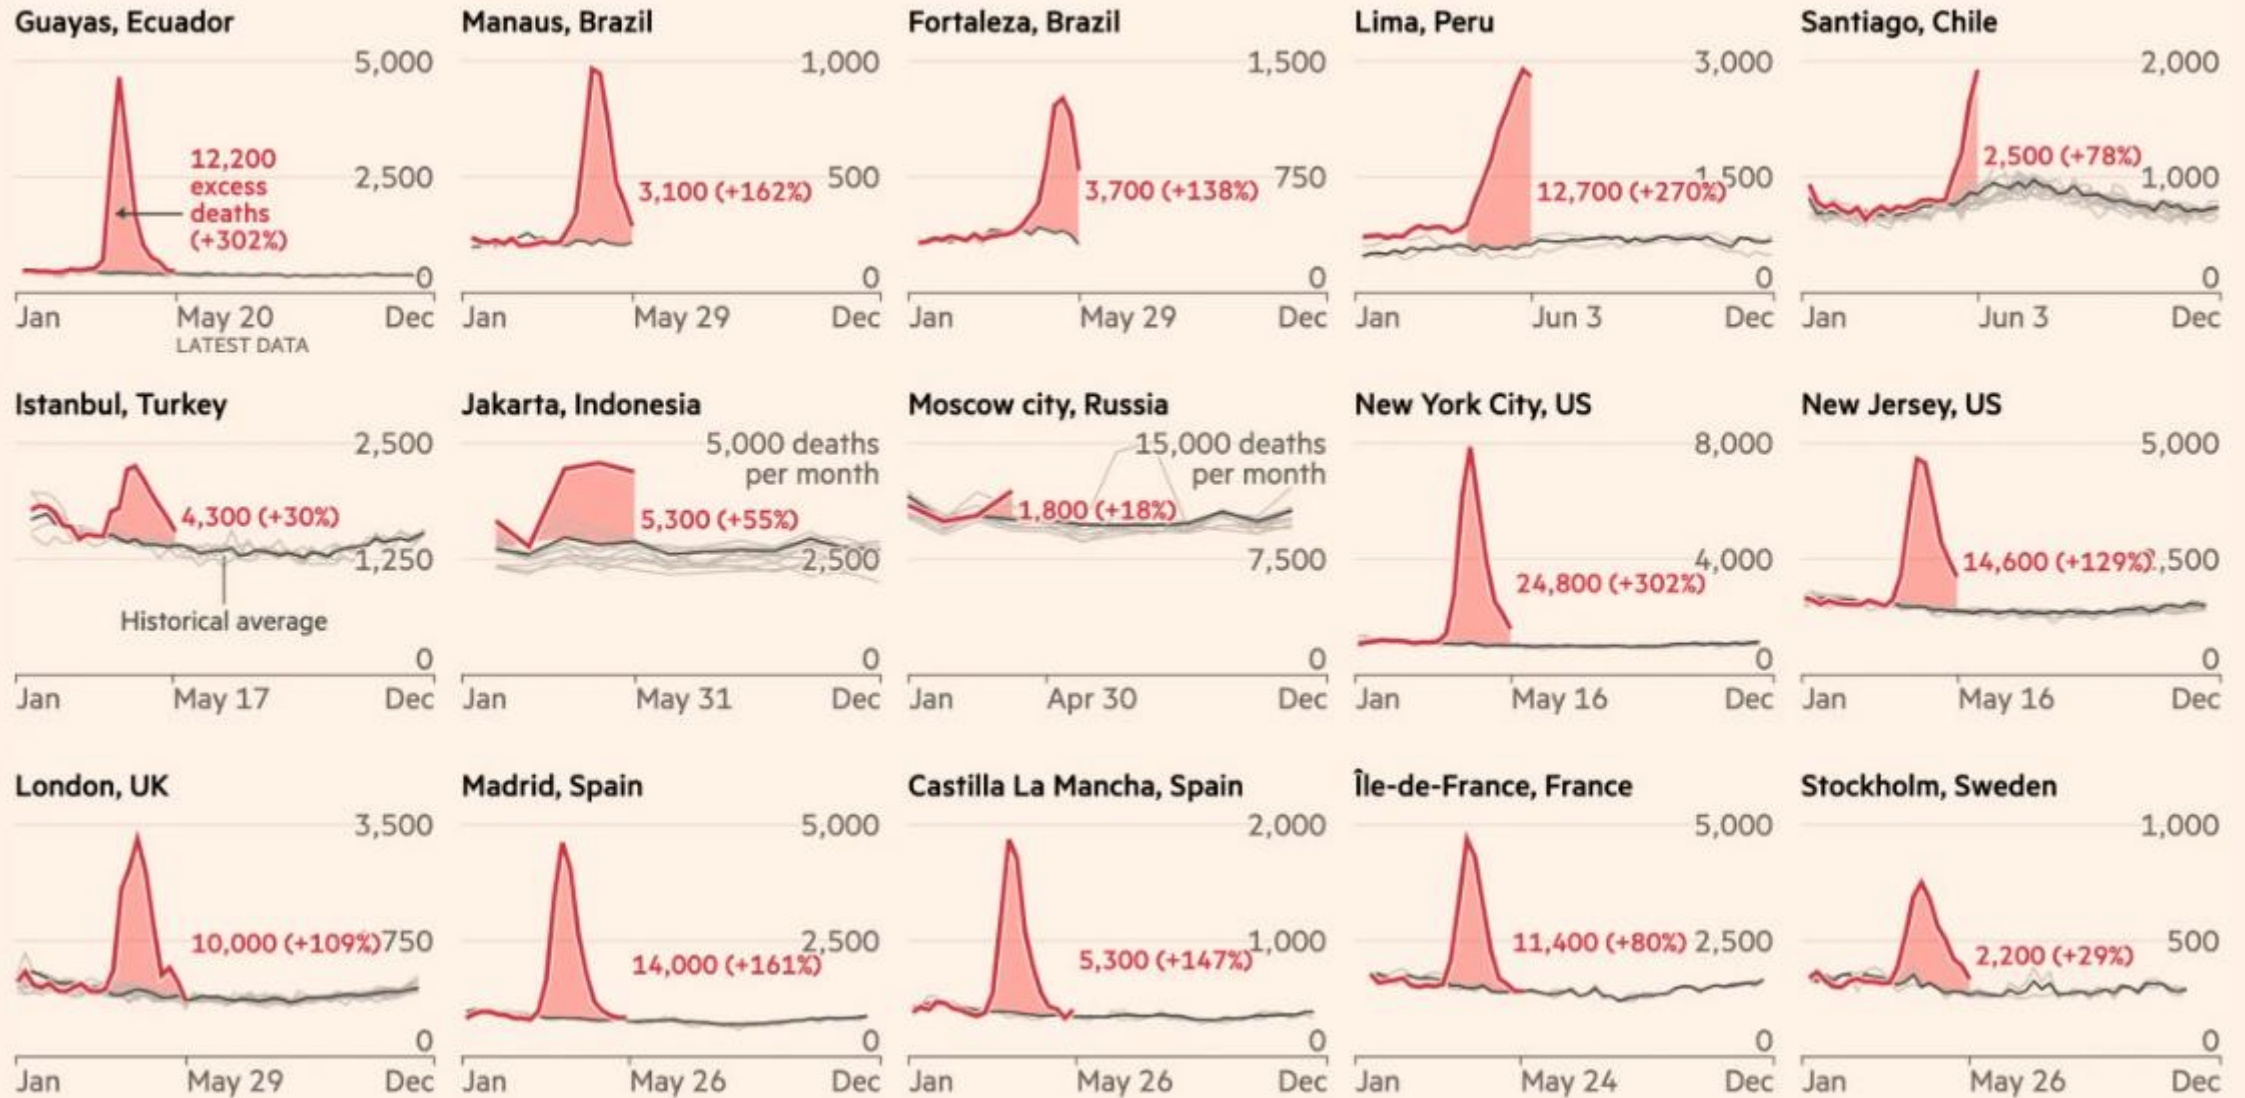 Guayas, Ecuador
5,000
12,200
excess
deaths
(+302%)
2,500
0
Jan
May 20
Dec
LATEST DATA
Manaus, Brazil
1,000
3,100 (+162%)
500
0
Jan
May 29
Dec
Fortaleza, Brazil
1,500
3,700 (+138%)
750
0
Jan
May 29
Dec
Lima, Peru
3,000
12,700 (+270%)
1,500
0
Jan
Jun 3
Dec
Santiago, Chile
2,000
2,500 (+78%)
1,000
0
Jan
Jun 3
Dec
Istanbul, Turkey
2,500
4,300 (+30%)
1,250
Historical average
0
Jan
May 17
Dec
Jakarta, Indonesia
5,000 deaths
per month
5,300 (+55%)
2,500
0
Jan
May 31
Dec
Moscow city, Russia
15,000 deaths
per month
1,800 (+18%)
7,500
0
Jan
Apr 30
Dec
New York City, US
8,000
4,000
24,800 (+302%)
0
Jan
May 16
Dec
New Jersey, US
5,000
14,600 (+129%)
,500
0
Jan
May 16
Dec
London, UK
3,500
10,000 (+109%)
750
0
Jan
May 29
Dec
Madrid, Spain
5,000
2,500
14,000 (+161%)
0
Jan
May 26
Dec
Castilla La Mancha, Spain
2,000
1,000
5,300 (+147%)
0
Jan
May 26
Dec
Île-de-France, France
5,000
11,400 (+80%)
2,500
0
Jan
May 24
Dec
Stockholm, Sweden
1,000
500
2,200 (+29%)
0
Jan
May 26
Dec